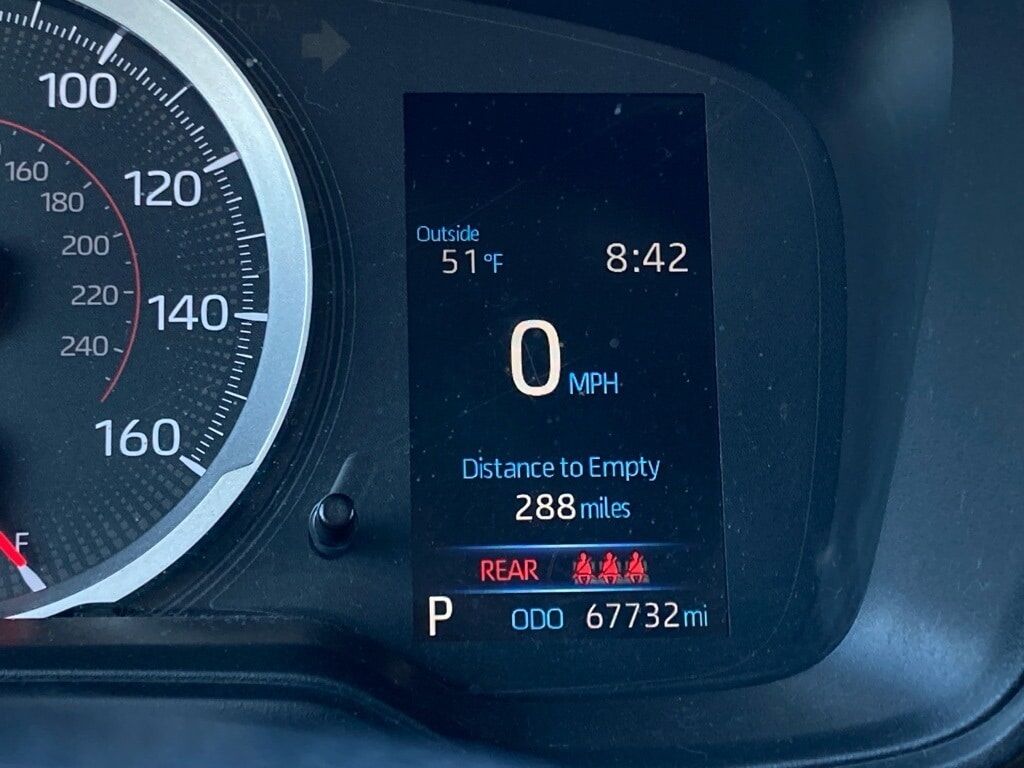 RCTA
100
120
140
160
160
180
200
220
240
F
Outside
51°F 8:42
0 MPH
Distance to Empty
288 miles
REAR
P ODO 67732 mi